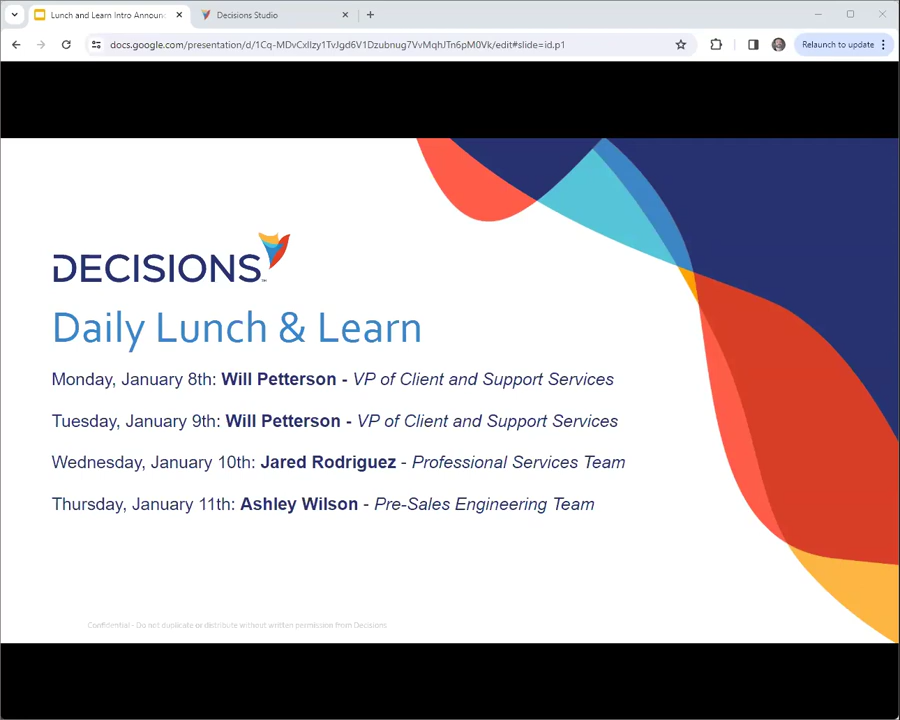 Lunch and Learn Intro Announc
Decisions Studio
docs.google.com/presentation/d/1Cq-MDvCxIIzy1TvJgd6V1Dzubnug7VvMqhJTn6pM0Vk/edit#slide=id.p1
Relaunch to update
DECISIONS
Daily Lunch & Learn
Monday, January 8th: Will Petterson - VP of Client and Support Services
Tuesday, January 9th: Will Petterson - VP of Client and Support Services
Wednesday, January 10th: Jared Rodriguez - Professional Services Team
Thursday, January 11th: Ashley Wilson - Pre-Sales Engineering Team
Confidential - Do not duplicate or distribute without written permission from Decisions